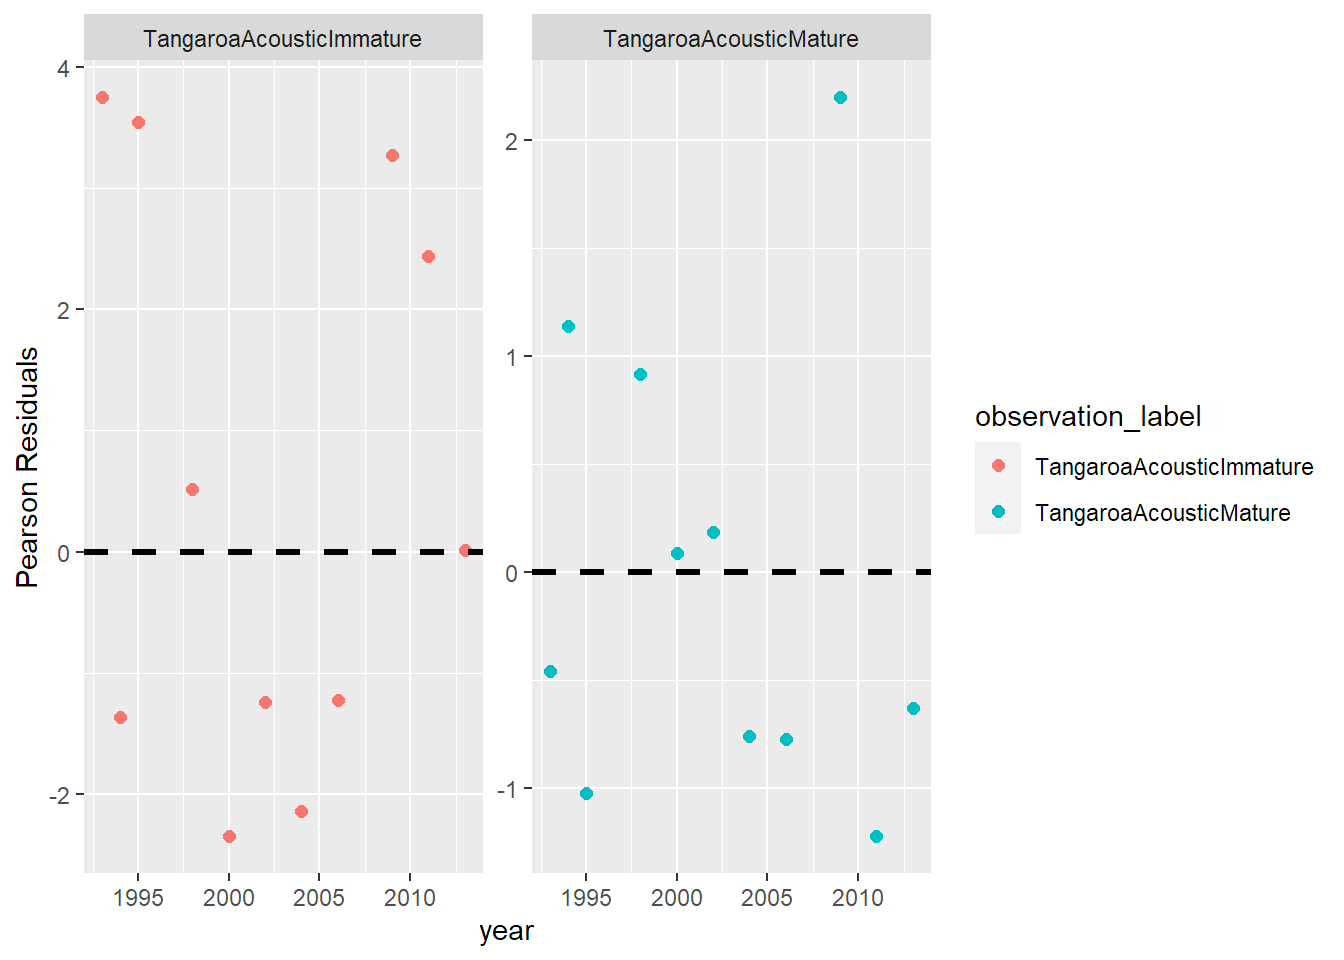 TangaroaAcousticImmature
TangaroaAcousticMature
4
2
0
-2
2
1
0
-1
Pearson Residuals
1995 2000 2005 2010
1995 2000 2005 2010
year
observation_label
TangaroaAcousticImmature
TangaroaAcousticMature